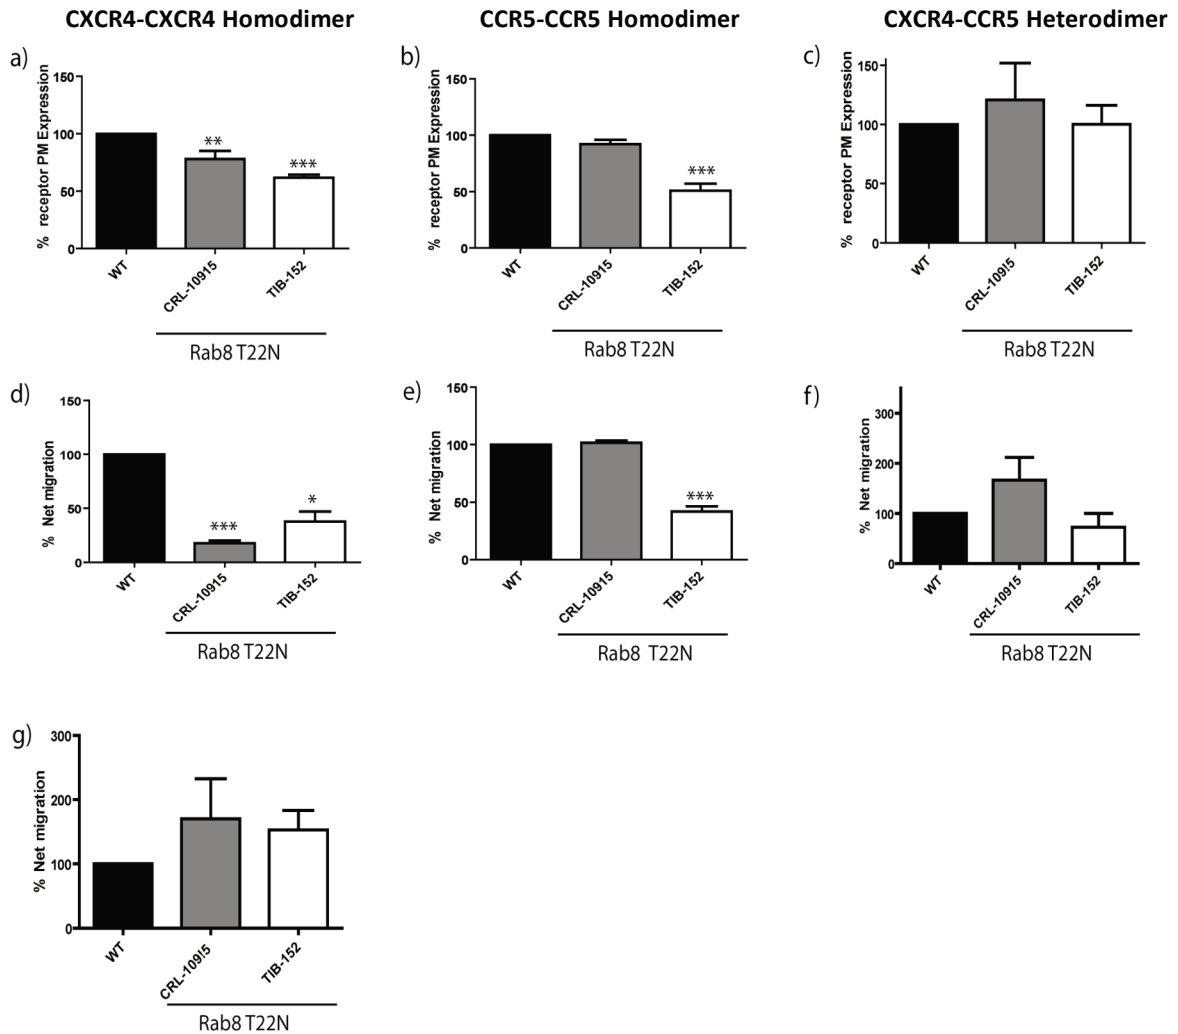 CXCR4-CXCR4 Homodimer
CCR5-CCR5 Homodimer
CXCR4-CCR5 Heterodimer
a)
% receptor PM Expression
150
100
50
0
**
***
WT
CRL-10915
TIB-152
Rab8 T22N
b)
% receptor PM Expression
150
100
50
0
***
WT
CRL-10915
TIB-152
Rab8 T22N
c)
% receptor PM Expression
150
100
50
0
WT
CRL-10915
TIB-152
Rab8 T22N
d)
% Net migration
150
100
50
0
***
*
WT
CRL-10915
TIB-152
Rab8 T22N
e)
% Net migration
150
100
50
0
***
WT
CRL-10915
TIB-152
Rab8 T22N
f)
% Net migration
300
200
100
0
WT
CRL-10915
TIB-152
Rab8 T22N
g)
% Net migration
300
200
100
0
WT
CRL-10915
TIB-152
Rab8 T22N